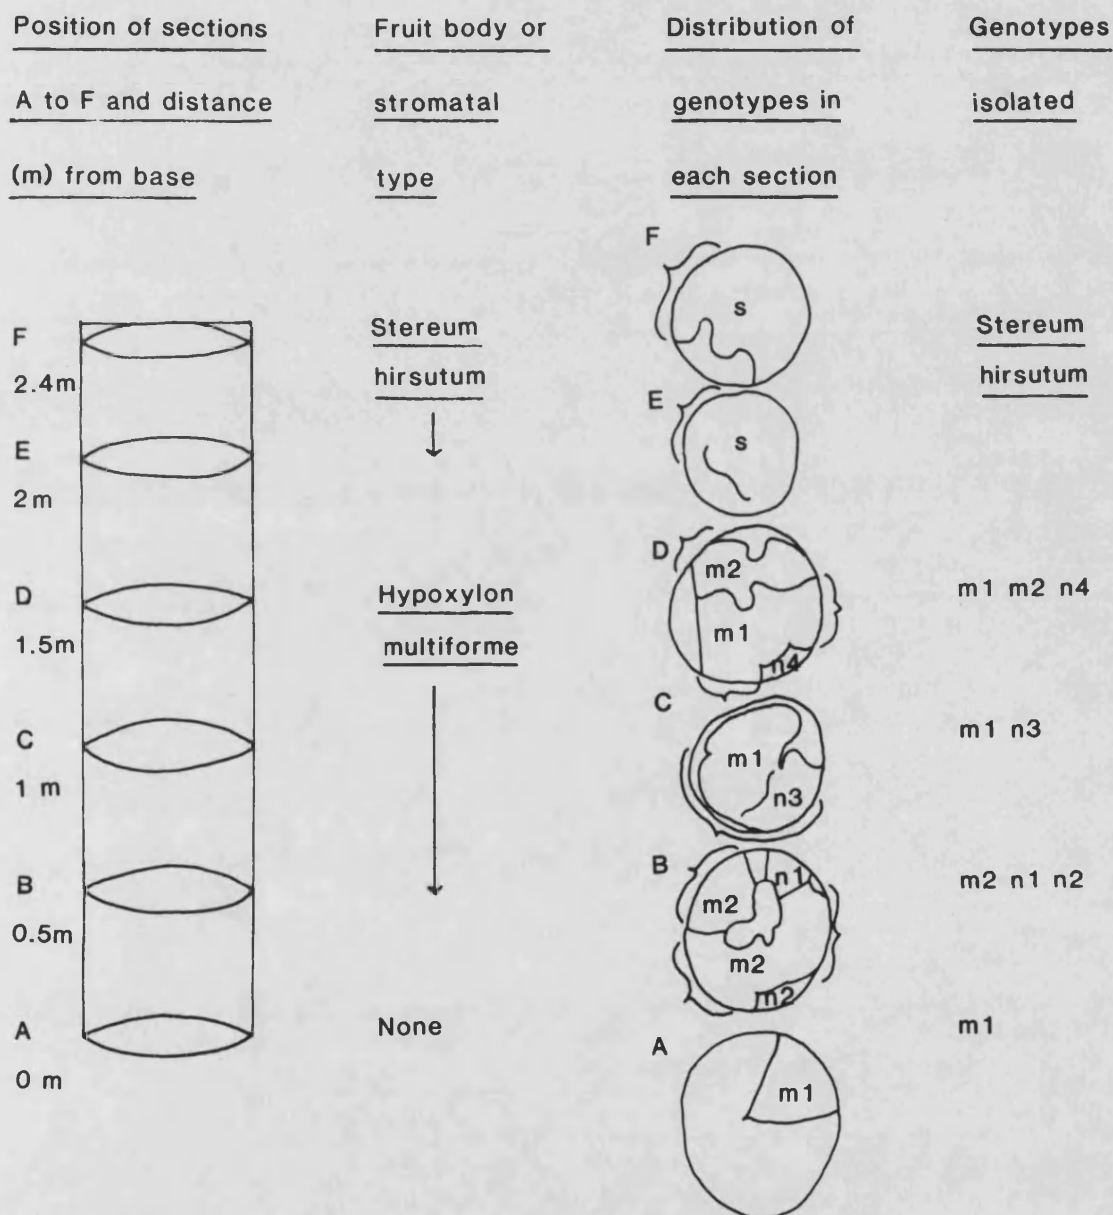 Position of sections
A to F and distance
(m) from base
Fruit body or
stromatal
type
Distribution of
genotypes in
each section
Genotypes
isolated
F
2.4m
E
2m
D
1.5m
C
1 m
B
0.5m
A
0 m
Stereum
hirsutum
Hypoxylon
multiforme
None
F
s
E
s
D
m2
m1
n4
C
m1
n3
B
n1
m2
m2
n2
A
m1
Stereum
hirsutum
m1 m2 n4
m1 n3
m2 n1 n2
m1